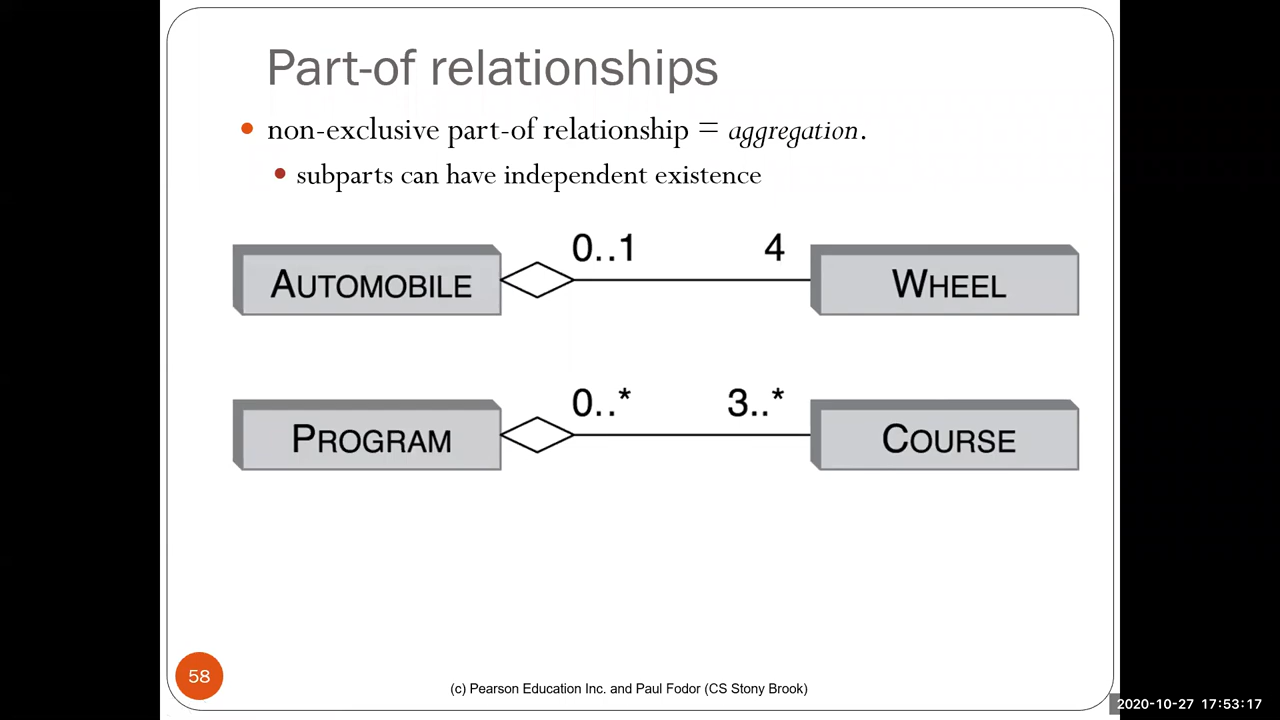 Part-of relationships
non-exclusive part-of relationship = aggregation.
subparts can have independent existence
0..1 4
AUTOMOBILE WHEEL
0..* 3..*
PROGRAM COURSE
58
(c) Pearson Education Inc. and Paul Fodor (CS Stony Brook)
2020-10-27 17:53:17